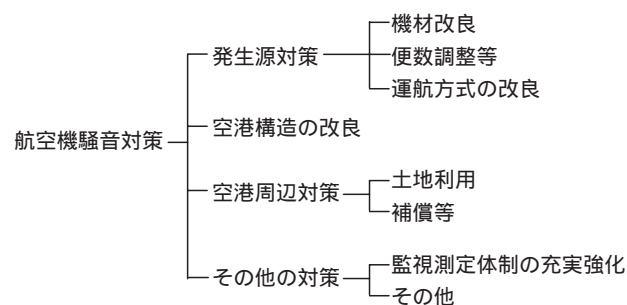 航空機騒音対策
発生源対策
機材改良
便数調整等
運航方式の改良
空港構造の改良
空港周辺対策
土地利用
補償等
その他の対策
監視測定体制の充実強化
その他